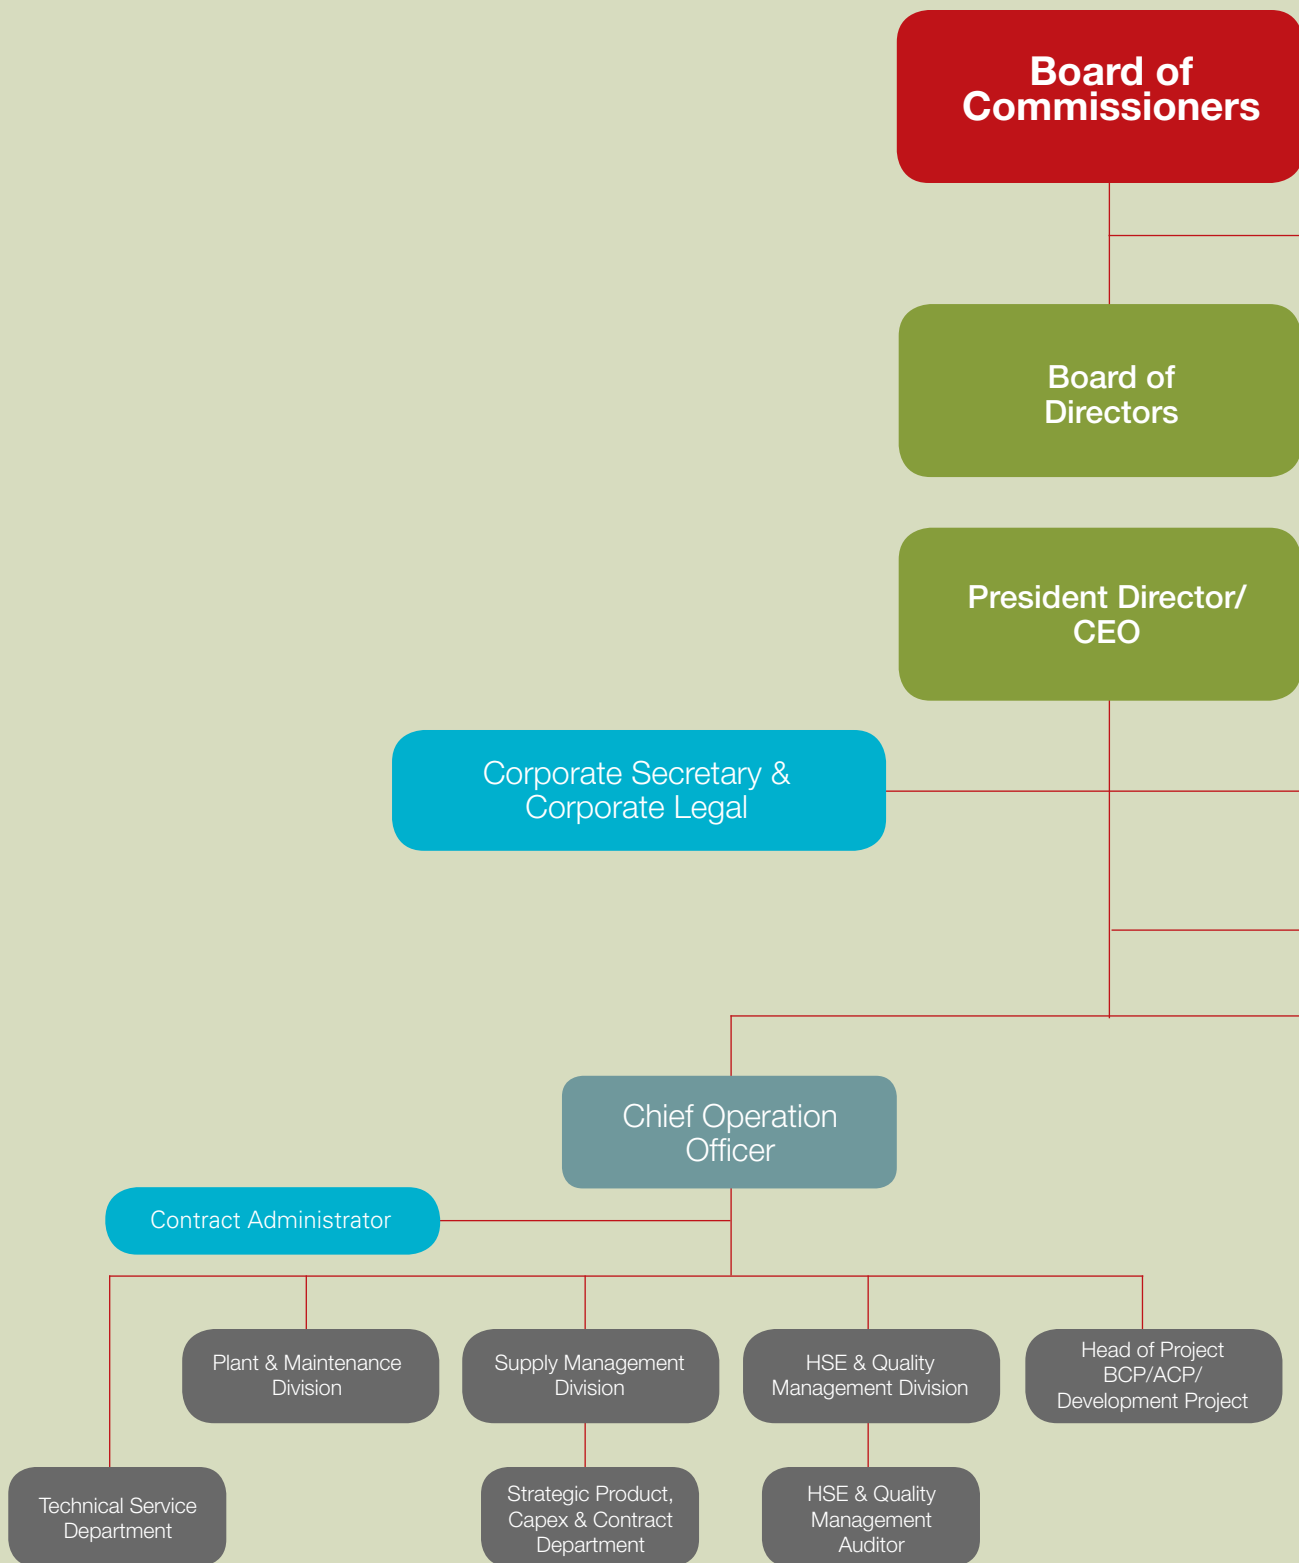 Board of
Commissioners
Board of
Directors
President Director/
CEO
Corporate Secretary &
Corporate Legal
Chief Operation
Officer
Contract Administrator
Plant & Maintenance
Division
Supply Management
Division
HSE & Quality
Management Division
Head of Project
BCP/ACP/
Development Project
Technical Service
Department
Strategic Product,
Capex & Contract
Department
HSE & Quality
Management
Auditor